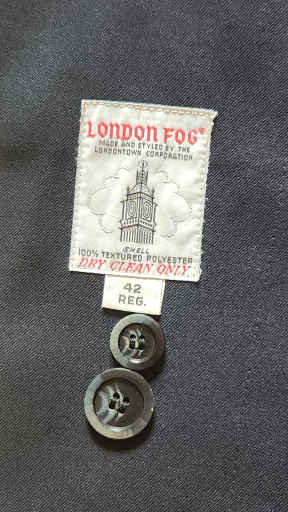 LONDON FOG®
MADE AND STYLED BY THE
LONDONTOWN CORPORATION
SHELL
100% TEXTURED POLYESTER
DRY CLEAN ONLY
42
REG.